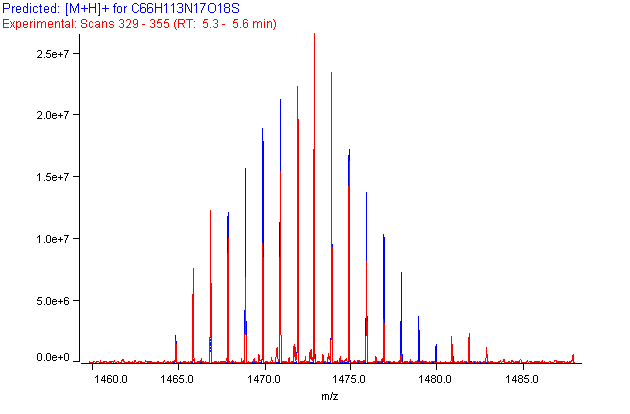 Predicted: [M+H]+ for C66H113N17O18S
Experimental: Scans 329 - 355 (RT: 5.3 - 5.6 min)
2.5e+7
2.0e+7
1.5e+7
1.0e+7
5.0e+6
0.0e+0
1460.0 1465.0 1470.0 1475.0 1480.0 1485.0
m/z